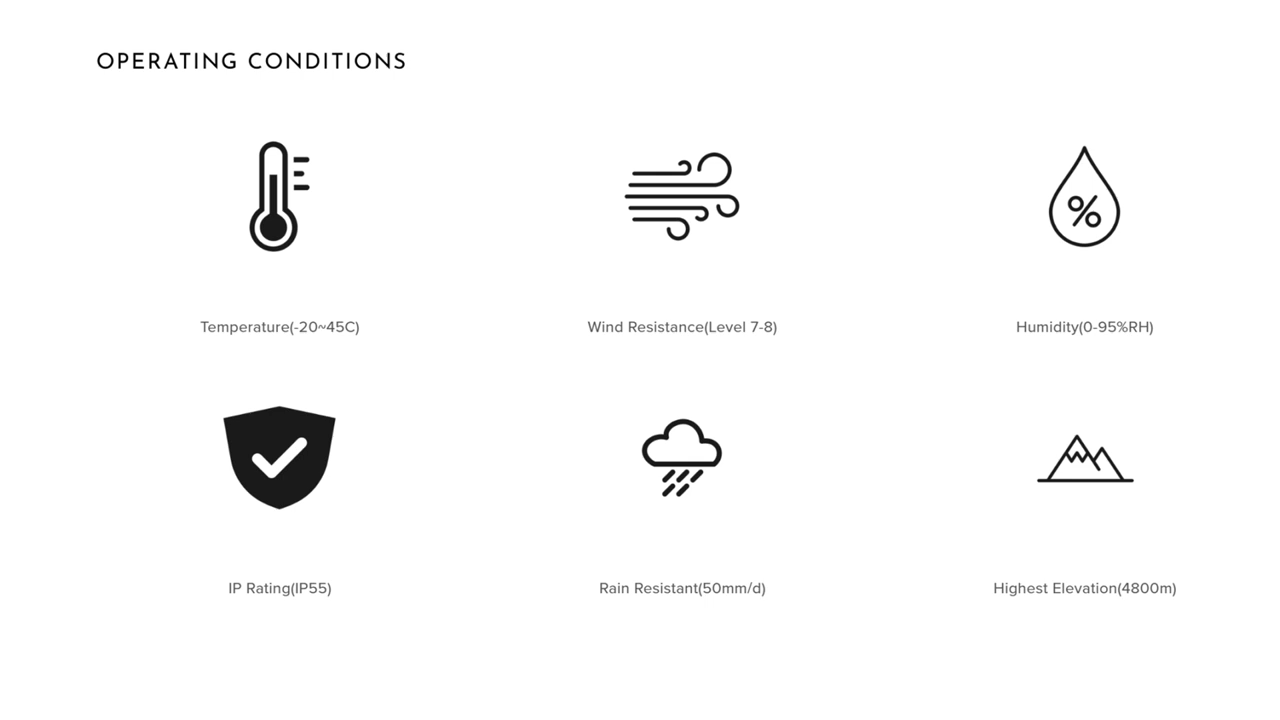 OPERATING CONDITIONS
Temperature(-20~45C)
Wind Resistance(Level 7-8)
Humidity(0-95%RH)
IP Rating(IP55)
Rain Resistant(50mm/d)
Highest Elevation(4800m)